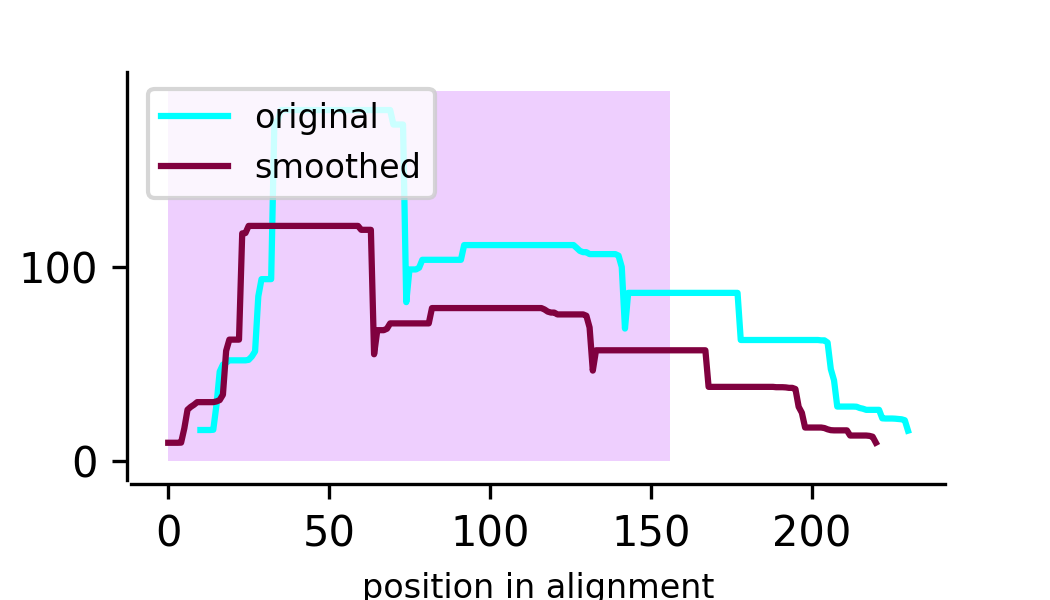 original
smoothed
100
0
0 50 100 150 200
position in alignment